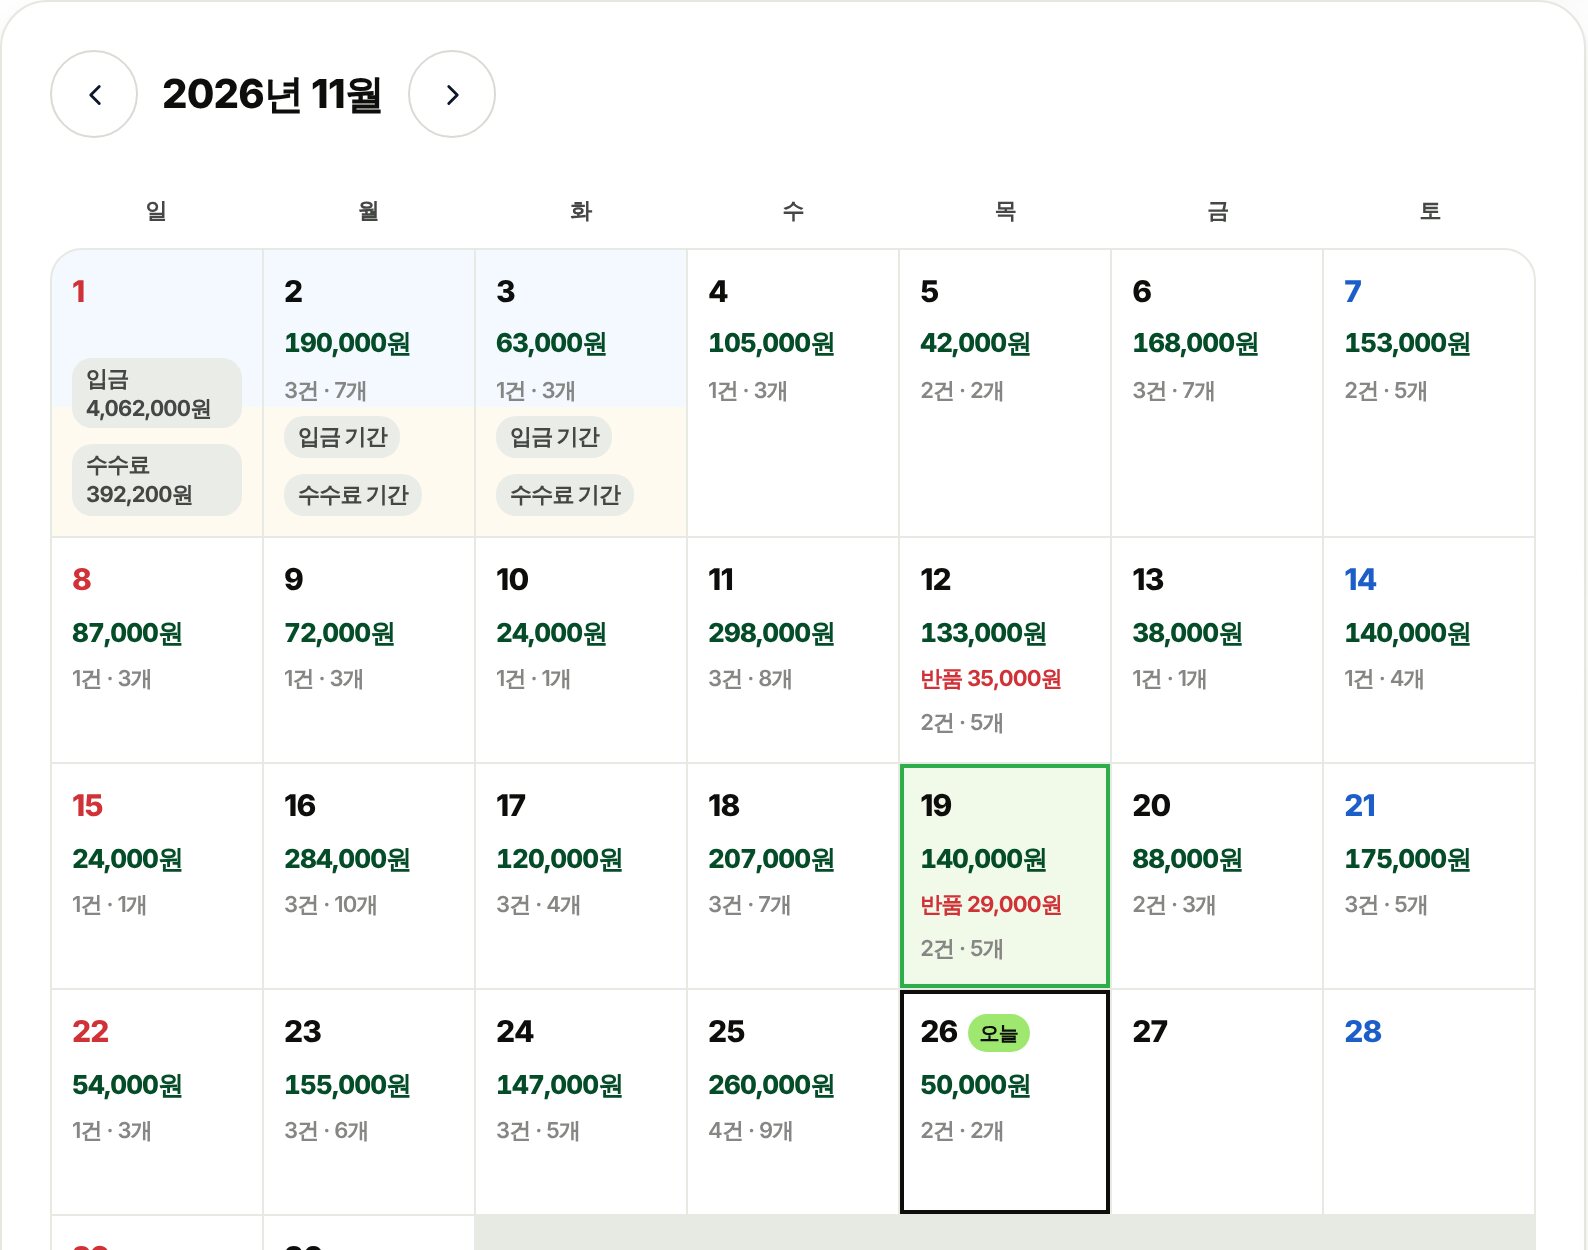 2026년 11월
일 월 화 수 목 금 토
1 2 3 4 5 6 7
190,000원 63,000원 105,000원 42,000원 168,000원 153,000원
3건 · 7개 1건 · 3개 1건 · 3개 2건 · 2개 3건 · 7개 2건 · 5개
입금
4,062,000원
입금 기간 입금 기간
수수료
392,200원
수수료 기간 수수료 기간
8 9 10 11 12 13 14
87,000원 72,000원 24,000원 298,000원 133,000원 38,000원 140,000원
1건 · 3개 1건 · 3개 1건 · 1개 3건 · 8개 반품 35,000원 1건 · 1개 1건 · 4개
2건 · 5개
15 16 17 18 19 20 21
24,000원 284,000원 120,000원 207,000원 140,000원 88,000원 175,000원
1건 · 1개 3건 · 10개 3건 · 4개 3건 · 7개 반품 29,000원 2건 · 3개 3건 · 5개
2건 · 5개
22 23 24 25 26 오늘 27 28
54,000원 155,000원 147,000원 260,000원 50,000원
1건 · 3개 3건 · 6개 3건 · 5개 4건 · 9개 2건 · 2개